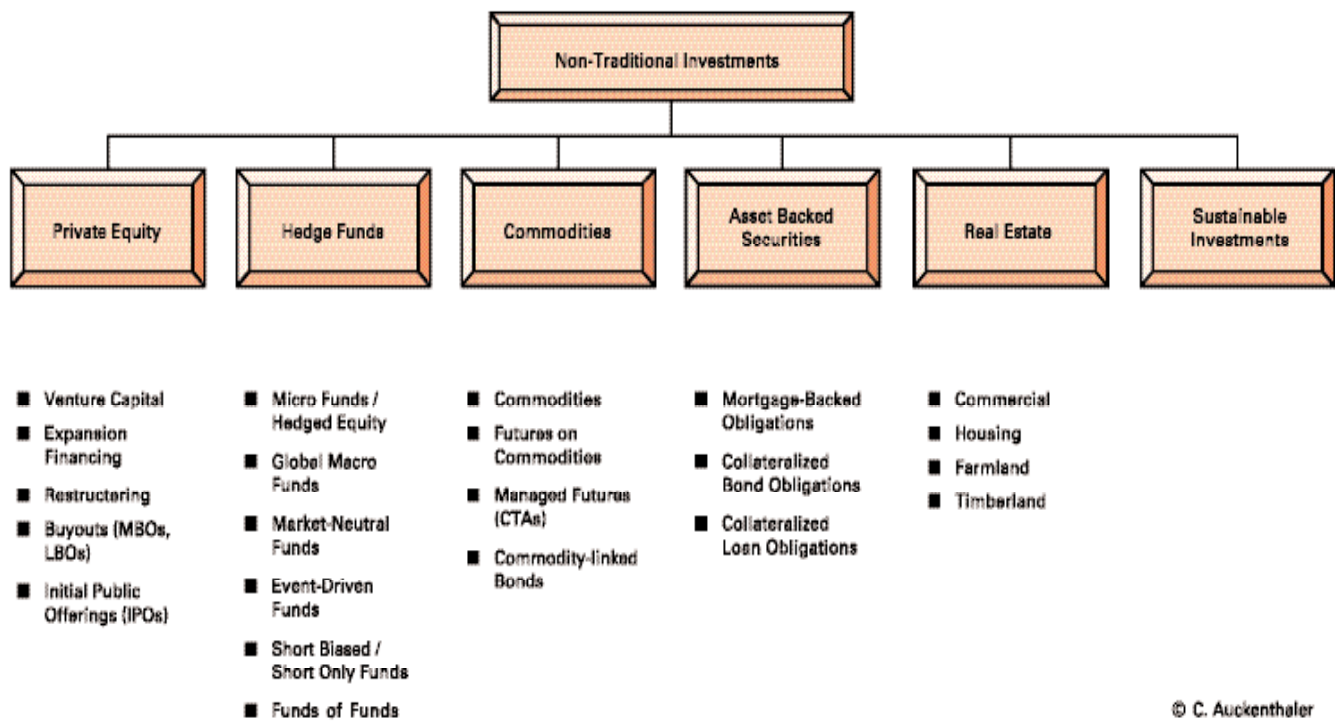 Non-Traditional Investments
Private Equity
Hedge Funds
Commodities
Asset Backed
Securities
Real Estate
Sustainable
Investments
■ Venture Capital
■ Expansion
Financing
■ Restructering
■ Buyouts (MBOs,
LBOs)
■ Initial Public
Offerings (IPOs)
■ Micro Funds /
Hedged Equity
■ Global Macro
Funds
■ Market-Neutral
Funds
■ Event-Driven
Funds
■ Short Biased /
Short Only Funds
■ Funds of Funds
■ Commodities
■ Futures on
Commodities
■ Managed Futures
(CTAs)
■ Commodity-linked
Bonds
■ Mortgage-Backed
Obligations
■ Collateralized
Bond Obligations
■ Collateralized
Loan Obligations
■ Commercial
■ Housing
■ Farmland
■ Timberland
© C. Auckenthaler